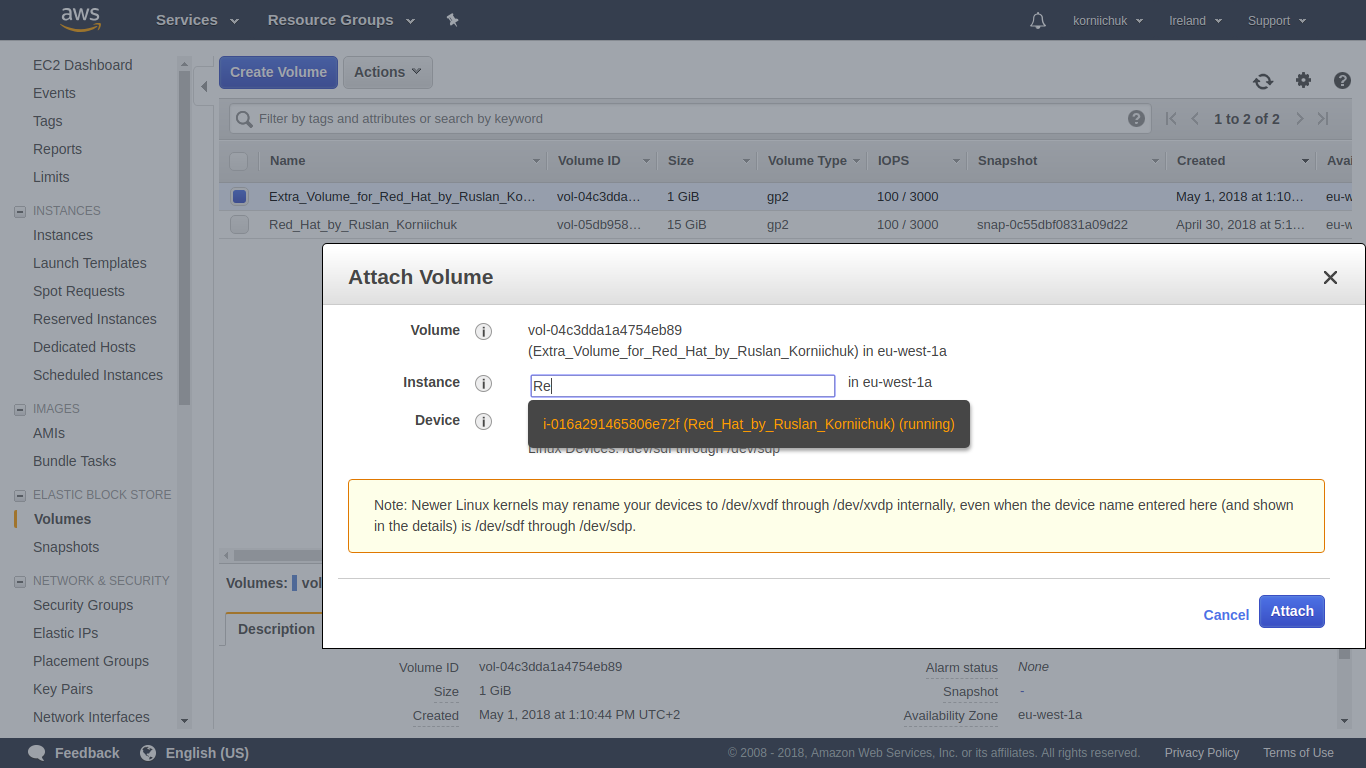 aws Services Resource Groups korniichuk Ireland Support
EC2 Dashboard
Events
Tags
Reports
Limits
INSTANCES
Instances
Launch Templates
Spot Requests
Reserved Instances
Dedicated Hosts
Scheduled Instances
IMAGES
AMIs
Bundle Tasks
ELASTIC BLOCK STORE
Volumes
Snapshots
NETWORK & SECURITY
Security Groups
Elastic IPs
Placement Groups
Key Pairs
Network Interfaces
Create Volume Actions
Filter by tags and attributes or search by keyword 1 to 2 of 2
Name Volume ID Size Volume Type IOPS Snapshot Created Avai
Extra_Volume_for_Red_Hat_by_Ruslan_Ko... vol-04c3dda... 1 GiB gp2 100 / 3000 May 1, 2018 at 1:10... eu-w
Red_Hat_by_Ruslan_Korniichuk vol-05db958... 15 GiB gp2 100 / 3000 snap-0c55dbf0831a09d22 April 30, 2018 at 5:1... eu-w
Attach Volume
Volume vol-04c3dda1a4754eb89
(Extra_Volume_for_Red_Hat_by_Ruslan_Korniichuk) in eu-west-1a
Instance Re in eu-west-1a
Device i-016a291465806e72f (Red_Hat_by_Ruslan_Korniichuk) (running)
Linux Devices: /dev/sdf through /dev/sdp
Note: Newer Linux kernels may rename your devices to /dev/xvdf through /dev/xvdp internally, even when the device name entered here (and shown
in the details) is /dev/sdf through /dev/sdp.
Cancel Attach
Volumes: vol
Description
Volume ID vol-04c3dda1a4754eb89 Alarm status None
Size 1 GiB Snapshot -
Created May 1, 2018 at 1:10:44 PM UTC+2 Availability Zone eu-west-1a
Feedback English (US) © 2008 - 2018, Amazon Web Services, Inc. or its affiliates. All rights reserved. Privacy Policy Terms of Use